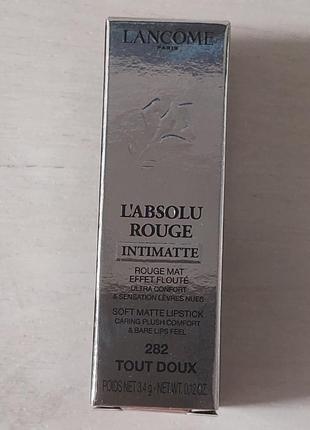 LANCÔME
PARIS
L'ABSOLU
ROUGE
INTIMATTE
ROUGE MAT
EFFET FLOUTÉ
ULTRA CONFORT
& SENSATION LÈVRES NUES
SOFT MATTE LIPSTICK
CARING PLUSH COMFORT
& BARE LIPS FEEL
282
TOUT DOUX
POIDS NET 3.4 g - NET WT. 0.12 OZ.